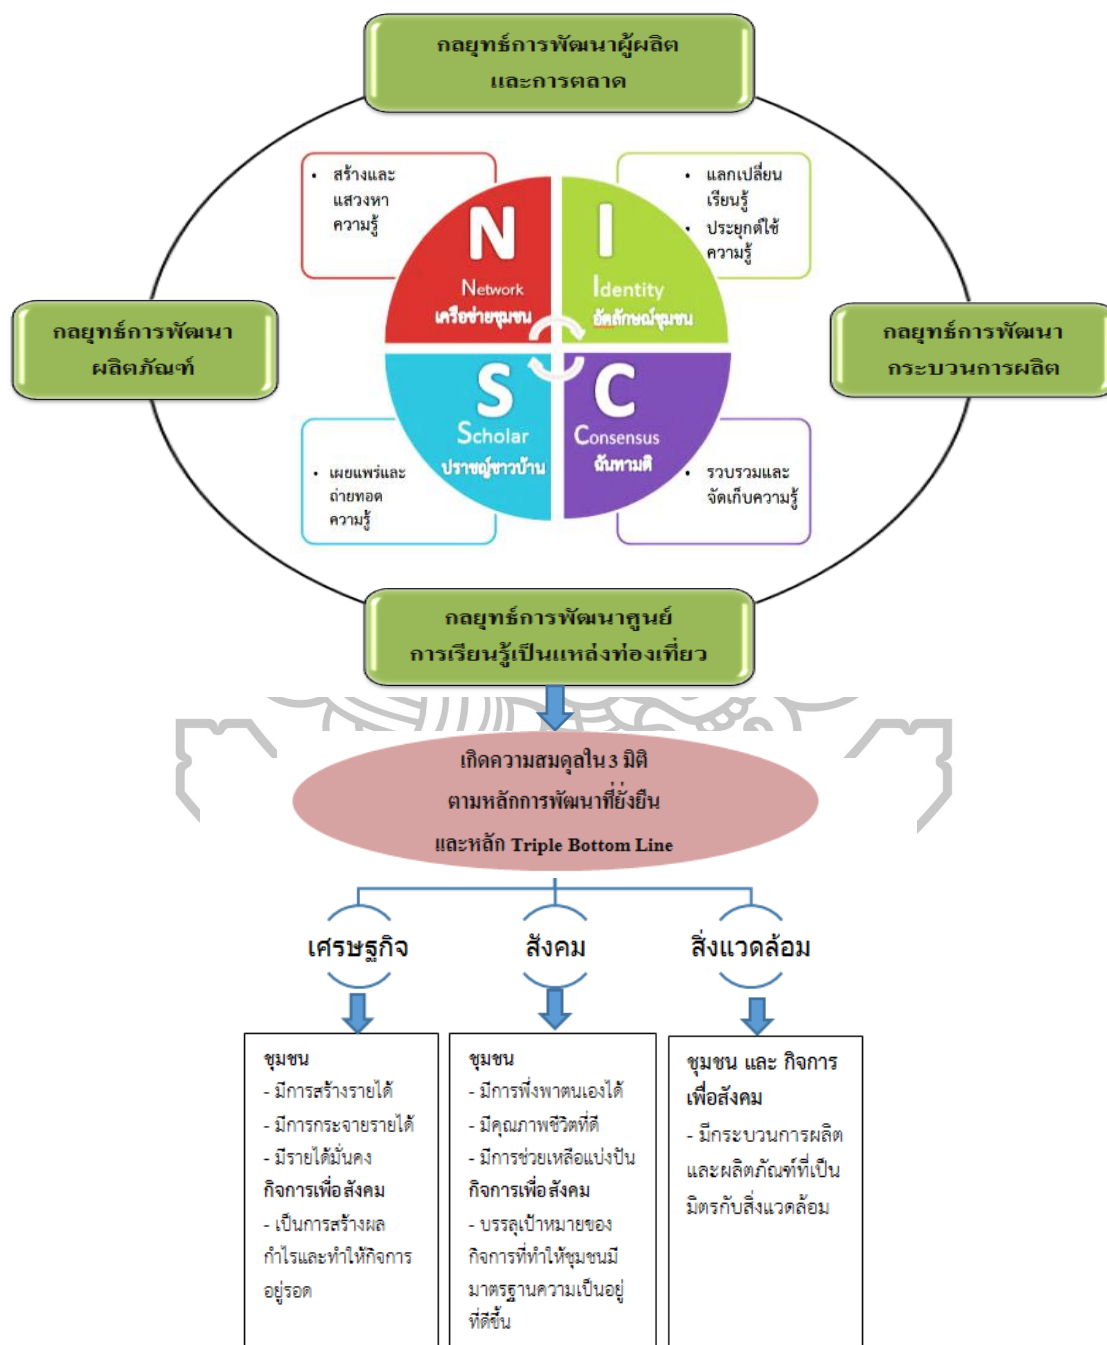 กลยุทธ์การพัฒนาผู้ผลิต
และการตลาด
• สร้างและ
แสวงหา
ความรู้
• แลกเปลี่ยน
เรียนรู้
• ประยุกต์ใช้
ความรู้
N
Network
เครือข่ายชุมชน
I
Identity
อัตลักษณ์ชุมชน
กลยุทธ์การพัฒนา
ผลิตภัณฑ์
กลยุทธ์การพัฒนา
กระบวนการผลิต
S
Scholar
ปราชญ์ชาวบ้าน
C
Consensus
ฉันทามติ
• เผยแพร่และ
ถ่ายทอด
ความรู้
• รวบรวมและ
จัดเก็บความรู้
กลยุทธ์การพัฒนาศูนย์
การเรียนรู้เป็นแหล่งท่องเที่ยว
เกิดความสมดุลใน 3 มิติ
ตามหลักการพัฒนาที่ยั่งยืน
และหลัก Triple Bottom Line
เศรษฐกิจ
สังคม
สิ่งแวดล้อม
ชุมชน
- มีการสร้างรายได้
- มีการกระจายรายได้
- มีรายได้มั่นคง
กิจการเพื่อสังคม
- เป็นการสร้างผล
กำไรและทำให้กิจการ
อยู่รอด
ชุมชน
- มีการพึ่งพาตนเองได้
- มีคุณภาพชีวิตที่ดี
- มีการช่วยเหลือแบ่งปัน
กิจการเพื่อสังคม
- บรรลุเป้าหมายของ
กิจการที่ทำให้ชุมชนมี
มาตรฐานความเป็นอยู่
ที่ดีขึ้น
ชุมชน และ กิจการ
เพื่อสังคม
- มีกระบวนการผลิต
และผลิตภัณฑ์ที่เป็น
มิตรกับสิ่งแวดล้อม